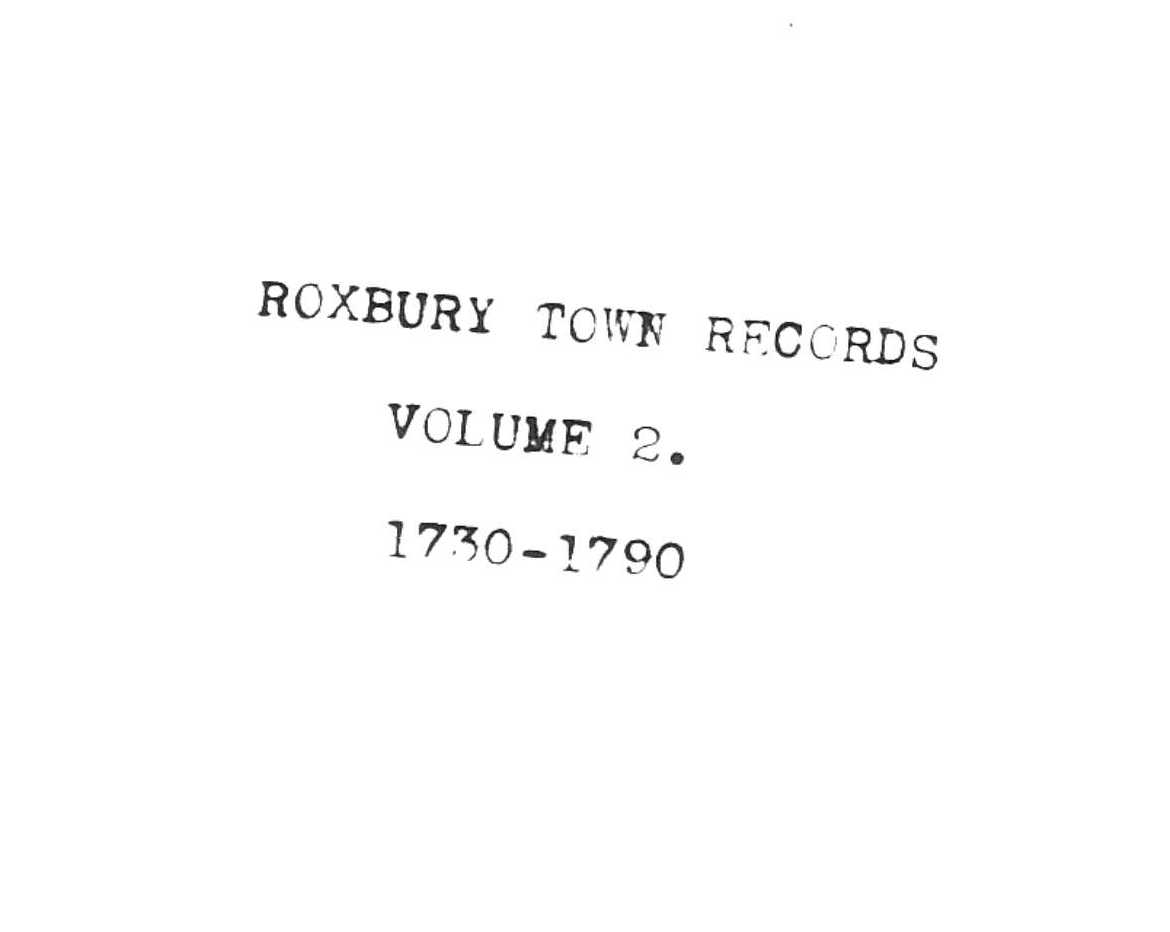 ROXBURY TOWN RECORDS
VOLUME 2.
1730-1790